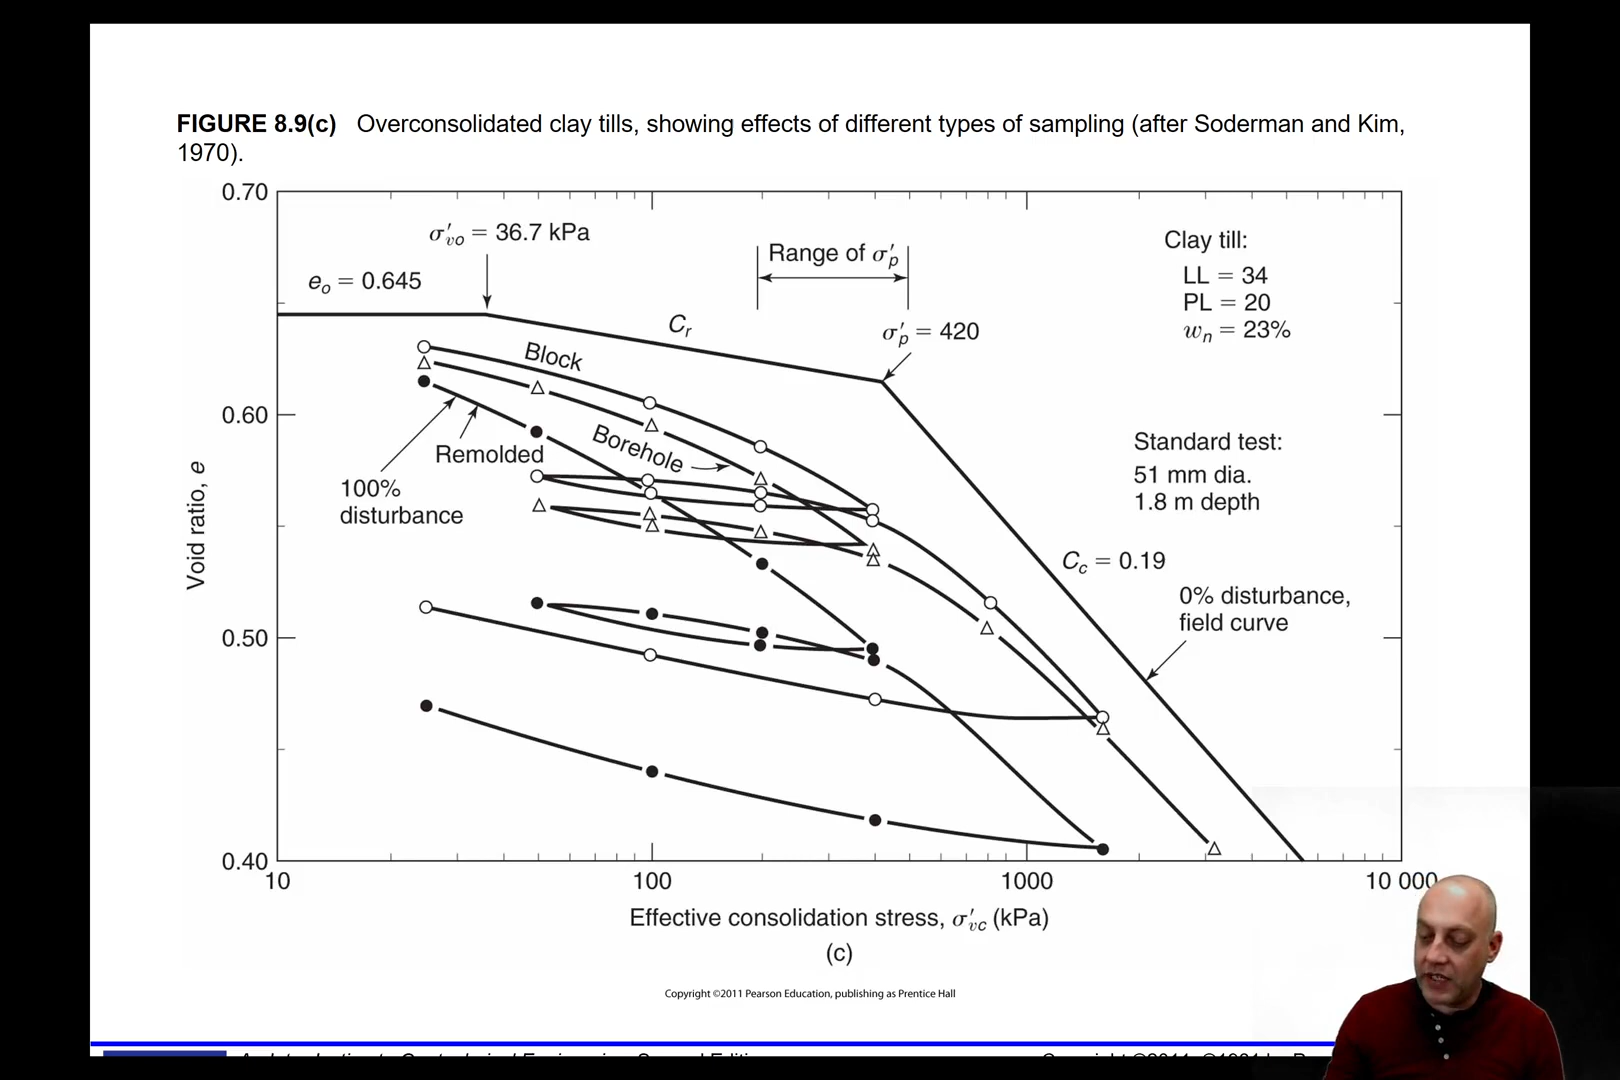 FIGURE 8.9(c) Overconsolidated clay tills, showing effects of different types of sampling (after Soderman and Kim,
1970).
0.70
0.60
0.50
0.40
Void ratio, e
σ′vo = 36.7 kPa
eo = 0.645
Range of σ′p
Clay till:
LL = 34
PL = 20
wn = 23%
Cr
σ′p = 420
Block
Borehole
Remolded
100%
disturbance
Standard test:
51 mm dia.
1.8 m depth
Cc = 0.19
0% disturbance,
field curve
10
100
1000
10 000
Effective consolidation stress, σ′vc (kPa)
(c)
Copyright ©2011 Pearson Education, publishing as Prentice Hall